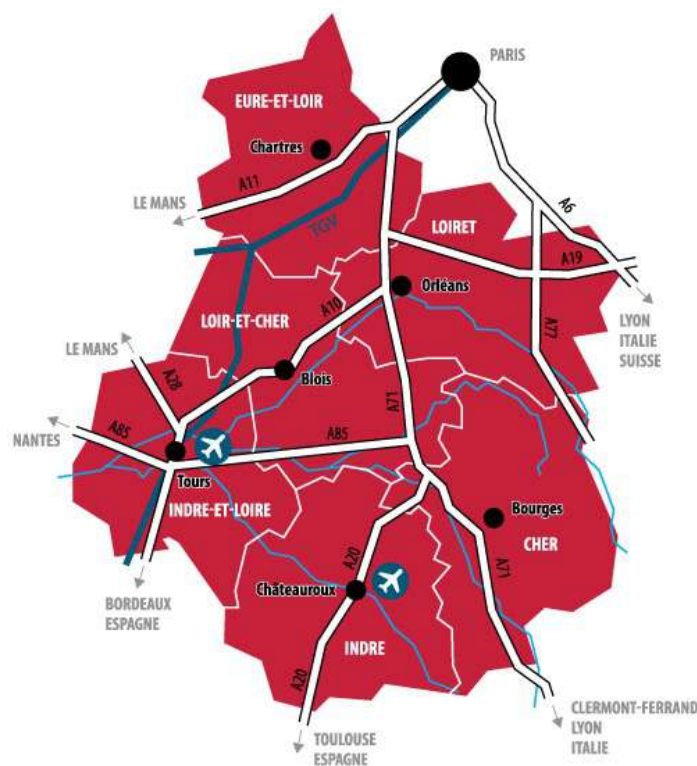 PARIS
EURE-ET-LOIR
Chartres
A11
LE MANS
TGV
A6
LOIRET
A19
Orléans
LOIR-ET-CHER
A10
LYON
ITALIE
SUISSE
A77
LE MANS
Blois
A28
A71
NANTES
A85
A85
Tours
INDRE-ET-LOIRE
Bourges
CHER
A20
A71
Châteauroux
BORDEAUX
ESPAGNE
INDRE
A20
CLERMONT-FERRAND
LYON
ITALIE
TOULOUSE
ESPAGNE